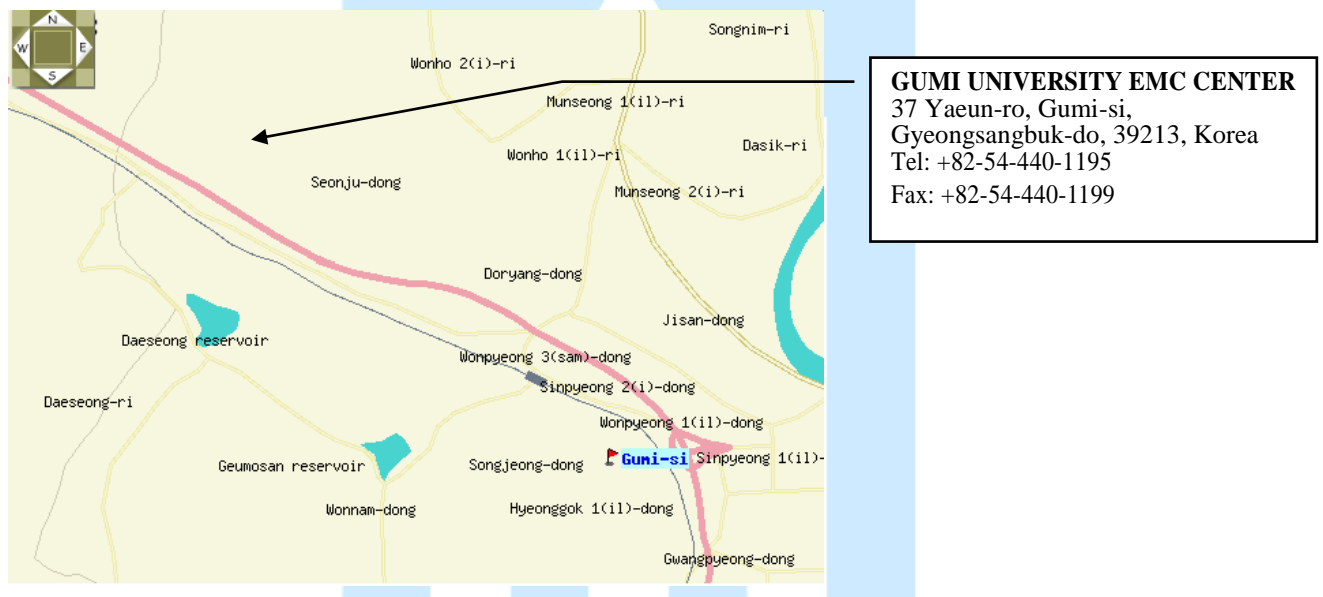 N
W E
S
Songnim-ri
Wonho 2(i)-ri
Munseong 1(il)-ri
Dasik-ri
Wonho 1(il)-ri
Seonju-dong
Munseong 2(i)-ri
Doryang-dong
Jisan-dong
Daeseong reservoir
Wonpyeong 3(sam)-dong
Sinpyeong 2(i)-dong
Daeseong-ri
Wonpyeong 1(il)-dong
Gumi-si
Sinpyeong 1(il)-
Geumosan reservoir
Songjeong-dong
Wonnam-dong
Hyeonggok 1(il)-dong
Gwangpyeong-dong
GUMI UNIVERSITY EMC CENTER
37 Yaeun-ro, Gumi-si,
Gyeongsangbuk-do, 39213, Korea
Tel: +82-54-440-1195
Fax: +82-54-440-1199